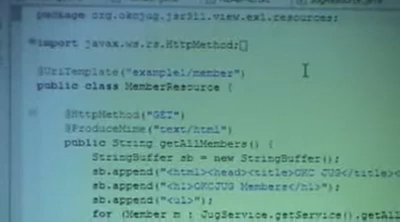 package org.okcjug.jsr311.view.ex1.resources;
import javax.ws.rs.HttpMethod;
@UriTemplate("example1/member")
public class MemberResource {
@HttpMethod("GET")
@ProduceMime("text/html")
public String getAllMembers() {
StringBuffer sb = new StringBuffer();
sb.append("<html><head><title>OKC JUG</title><
sb.append("<h1>OKCJUG Members</h1>");
sb.append("<ul>");
for (Member m : JugService.getService().getAll